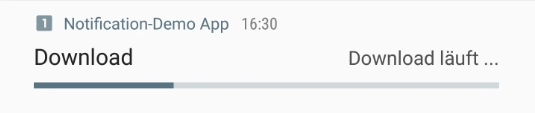 1 Notification-Demo App 16:30
Download Download läuft ...